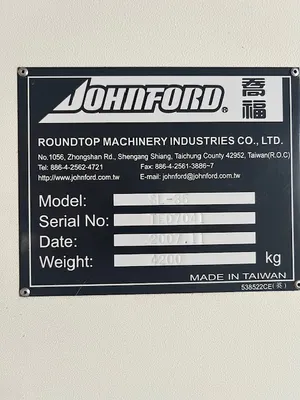 JOHNFORD® 喬福
ROUNDTOP MACHINERY INDUSTRIES CO., LTD.
No.1056, Zhongshan Rd., Shengang Shiang, Taichung County 42952, Taiwan(R.O.C)
Tel: 886-4-2562-4721 Fax: 886-4-2561-3886~7
http://www.johnford.com.tw E-mail: johnford@johnford.com.tw
Model:
Serial No:
Date: 2007.11
Weight: 4200 kg
MADE IN TAIWAN